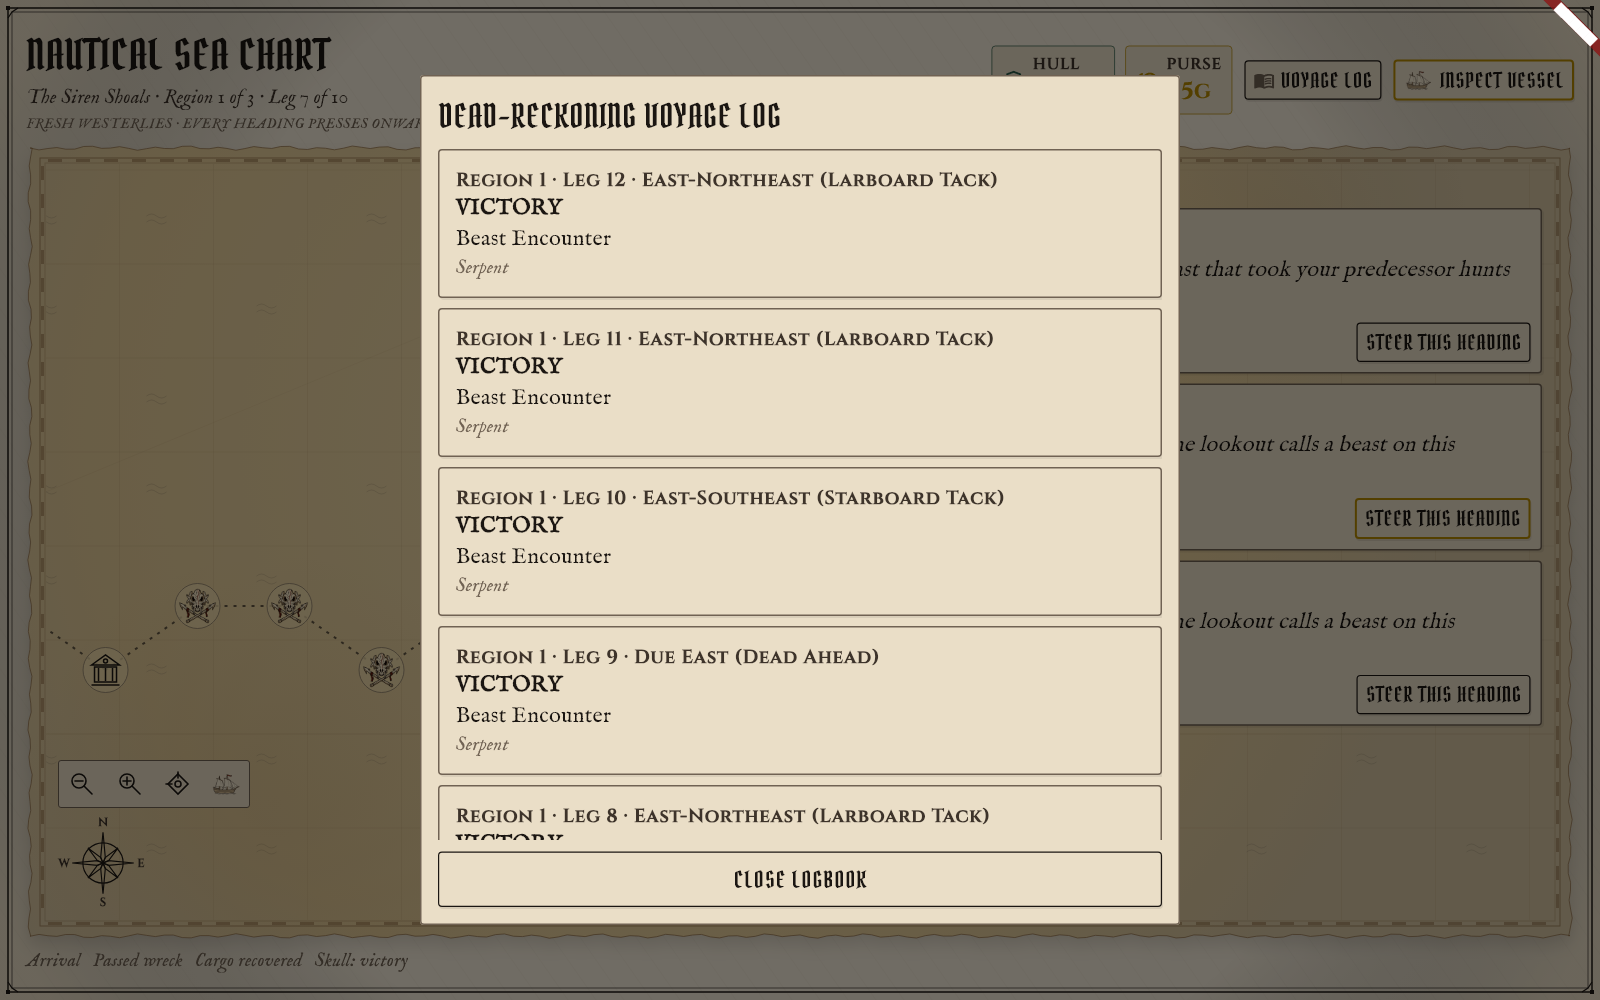 NAUTICAL SEA CHART
The Siren Shoals · Region 1 of 3 · Leg 7 of 10
FRESH WESTERLIES · EVERY HEADING PRESSES
HULL
PURSE
5G
VOYAGE LOG
INSPECT VESSEL
DEAD-RECKONING VOYAGE LOG
REGION 1 · LEG 12 · EAST-NORTHEAST (LARBOARD TACK)
VICTORY
Beast Encounter
Serpent
REGION 1 · LEG 11 · EAST-NORTHEAST (LARBOARD TACK)
VICTORY
Beast Encounter
Serpent
REGION 1 · LEG 10 · EAST-SOUTHEAST (STARBOARD TACK)
VICTORY
Beast Encounter
Serpent
REGION 1 · LEG 9 · DUE EAST (DEAD AHEAD)
VICTORY
Beast Encounter
Serpent
REGION 1 · LEG 8 · EAST-NORTHEAST (LARBOARD TACK)
VICTORY
CLOSE LOGBOOK
that took your predecessor hunts
STEER THIS HEADING
lookout calls a beast on this
STEER THIS HEADING
lookout calls a beast on this
STEER THIS HEADING
N
W
E
S
Arrival Passed wreck Cargo recovered Skull: victory